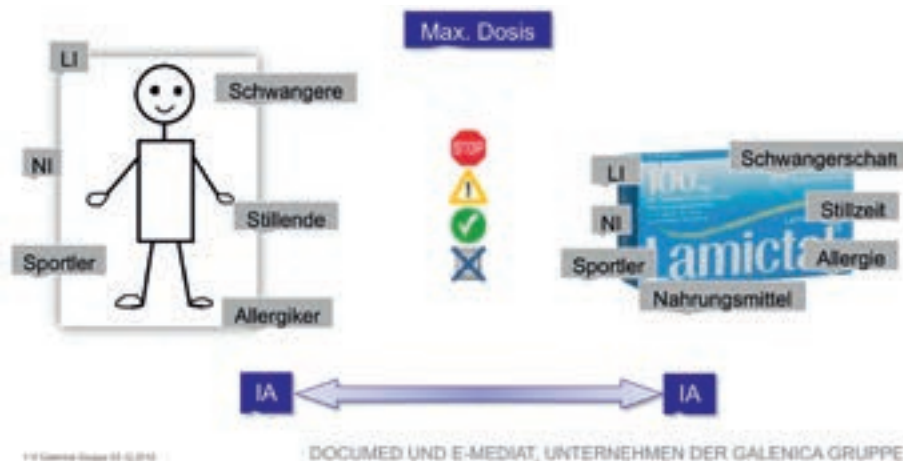 Max. Dosis
LI
Schwangere
NI
Stillende
Sportler
Allergiker
STOP
LI
Schwangerschaft
100
NI
Stillzeit
Sportler
Lamictal
Allergie
Nahrungsmittel
IA
IA
DOCUMED UND E-MEDIAT, UNTERNEHMEN DER GALENICA GRUPPE